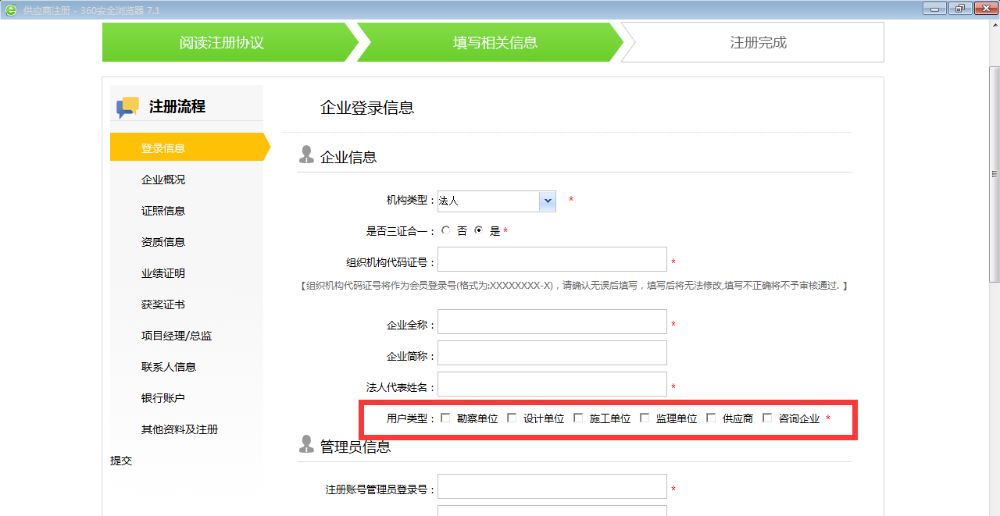 供应商注册 - 360安全浏览器 7.1
阅读注册协议 填写相关信息 注册完成
注册流程
登录信息
企业概况
证照信息
资质信息
业绩证明
获奖证书
项目经理/总监
联系人信息
银行账户
其他资料及注册
提交
企业登录信息
企业信息
机构类型： 法人 *
是否三证合一： 否 是 *
组织机构代码证号： *
【组织机构代码证号将作为会员登录号(格式为:XXXXXXXX-X)，请确认无误后填写，填写后将无法修改,填写不正确将不予审核通过. 】
企业全称： *
企业简称：
法人代表姓名： *
用户类型： 勘察单位 设计单位 施工单位 监理单位 供应商 咨询企业 *
管理员信息
注册账号管理员登录号： *